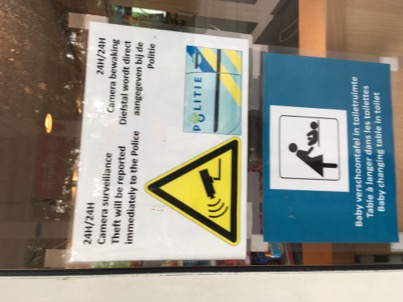 24H/24H
Camera surveillance
Theft will be reported
immediately to the Police
24H/24H
Camera bewaking
Diefstal wordt direct
aangegeven bij de
Politie
POLITIE
Baby verschoontafel in toiletruimte
Table à langer dans les toilettes
Baby changing table in toilet